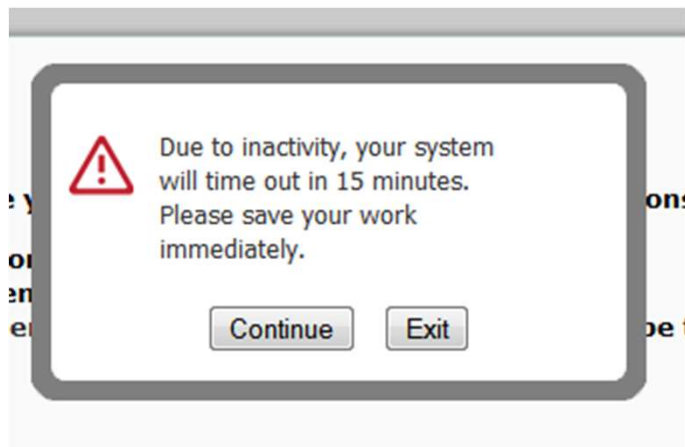 Due to inactivity, your system
will time out in 15 minutes.
Please save your work
immediately.
Continue Exit